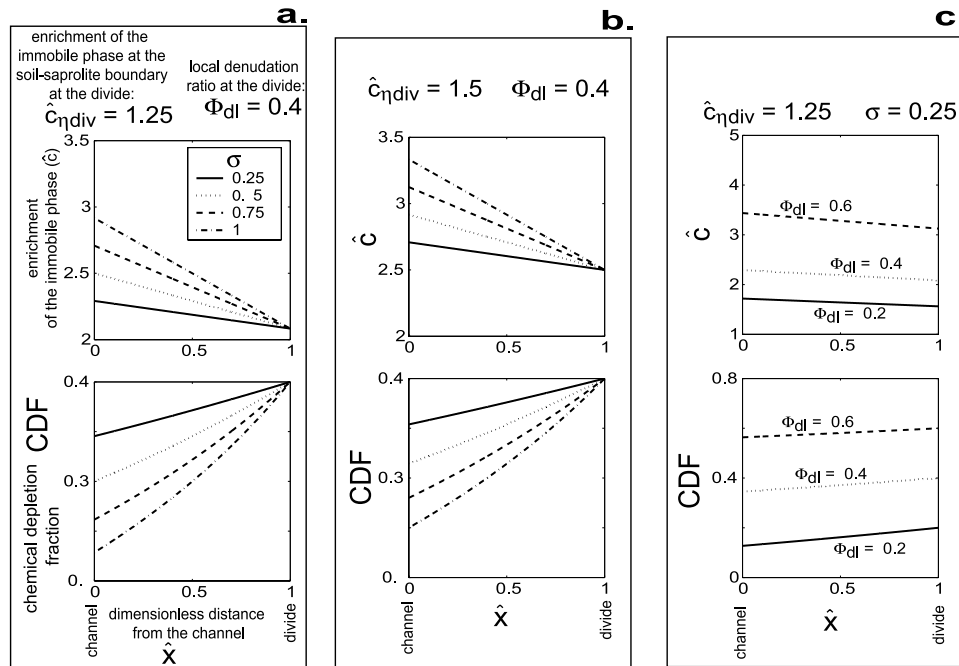 a.
enrichment of the
immobile phase at the
soil-saprolite boundary
at the divide:
ĉηdiv = 1.25
local denudation
ratio at the divide:
Φdl = 0.4
3.5
3
2.5
2
enrichment
of the immobile phase (ĉ)
σ
0.25
0. 5
0.75
1
0
0.5
1
0.4
0.3
0.
CDF
chemical depletion
fraction
0
0.5
1
channel
dimensionless distance
from the channel
divide
x̂
b.
ĉηdiv = 1.5 Φdl = 0.4
3.5
3
2.5
2
ĉ
0
0.5
1
0.4
0.3
0.
CDF
0
0.5
1
channel
x̂
divide
c
ĉηdiv = 1.25 σ = 0.25
5
4
3
2
1
ĉ
Φdl = 0.6
Φdl = 0.4
Φdl = 0.2
0
0.5
1
0.8
0.4
0
CDF
Φdl = 0.6
Φdl = 0.4
Φdl = 0.2
0
0.5
1
channel
x̂
divide